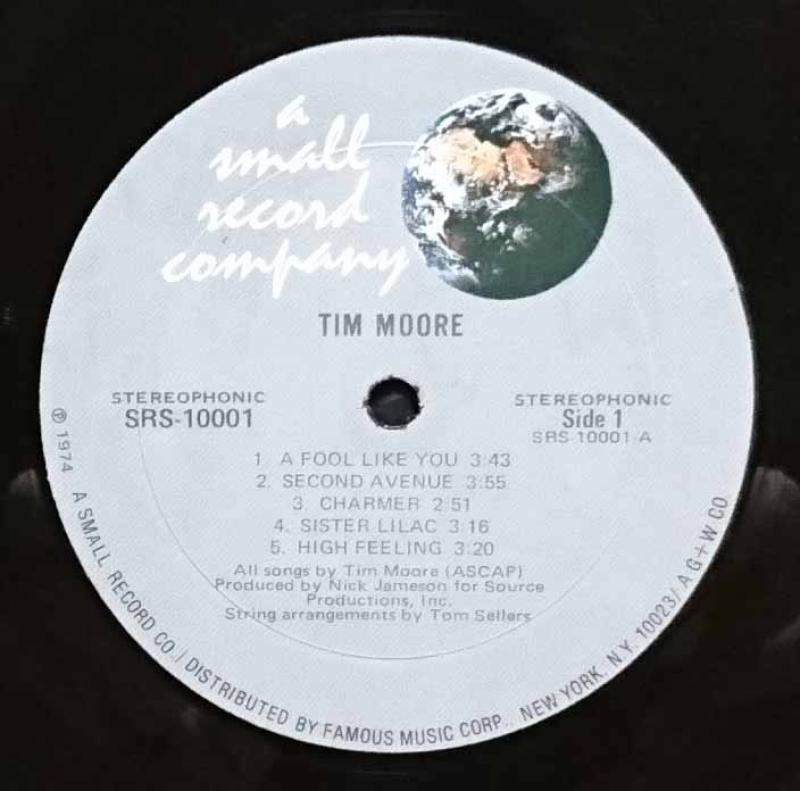 a
small
record
company
TIM MOORE
STEREOPHONIC
SRS-10001
STEREOPHONIC
Side 1
SRS-10001-A
1. A FOOL LIKE YOU 3:43
2. SECOND AVENUE 3:55
3. CHARMER 2:51
4. SISTER LILAC 3:16
5. HIGH FEELING 3:20
All songs by Tim Moore (ASCAP)
Produced by Nick Jameson for Source
Productions, Inc.
String arrangements by Tom Sellers
℗ 1974 A SMALL RECORD CO./ DISTRIBUTED BY FAMOUS MUSIC CORP., NEW YORK, N.Y. 10023/ A G+W CO